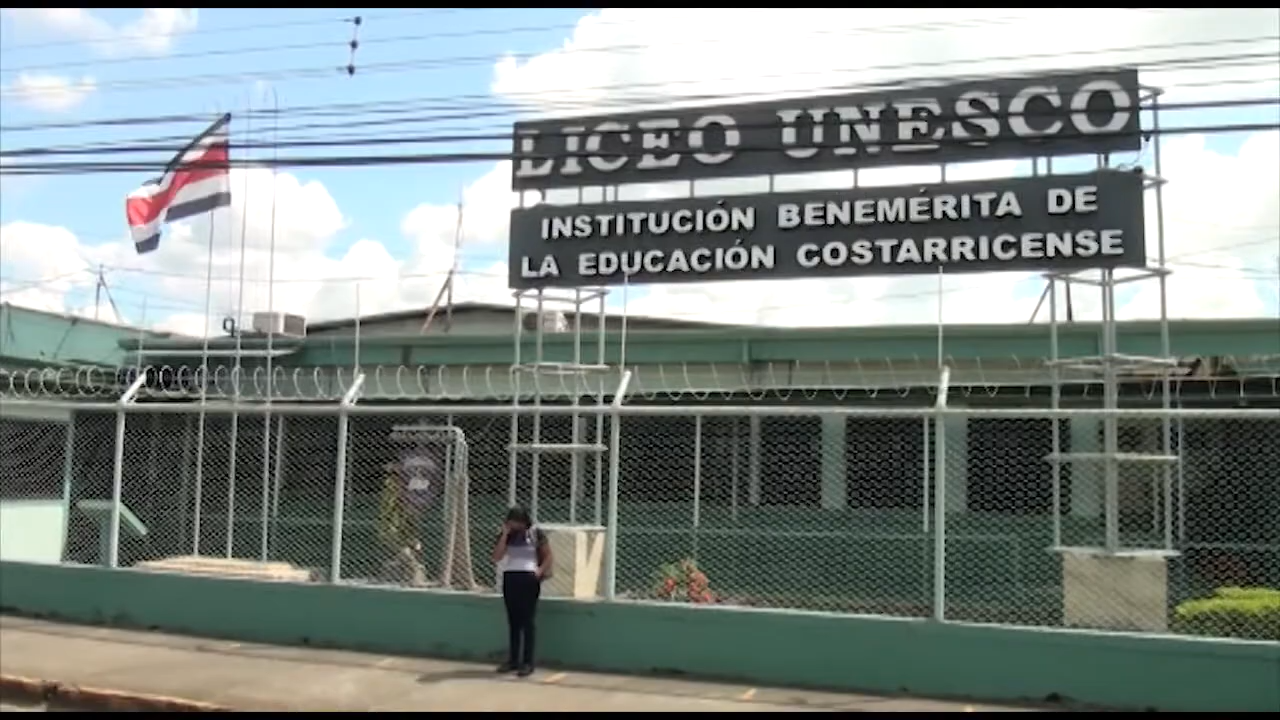 LICEO UNESCO
INSTITUCIÓN BENEMÉRITA DE
LA EDUCACIÓN COSTARRICENSE